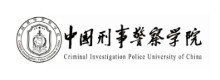 中国刑事警察学院
Criminal Investigation Police University of China